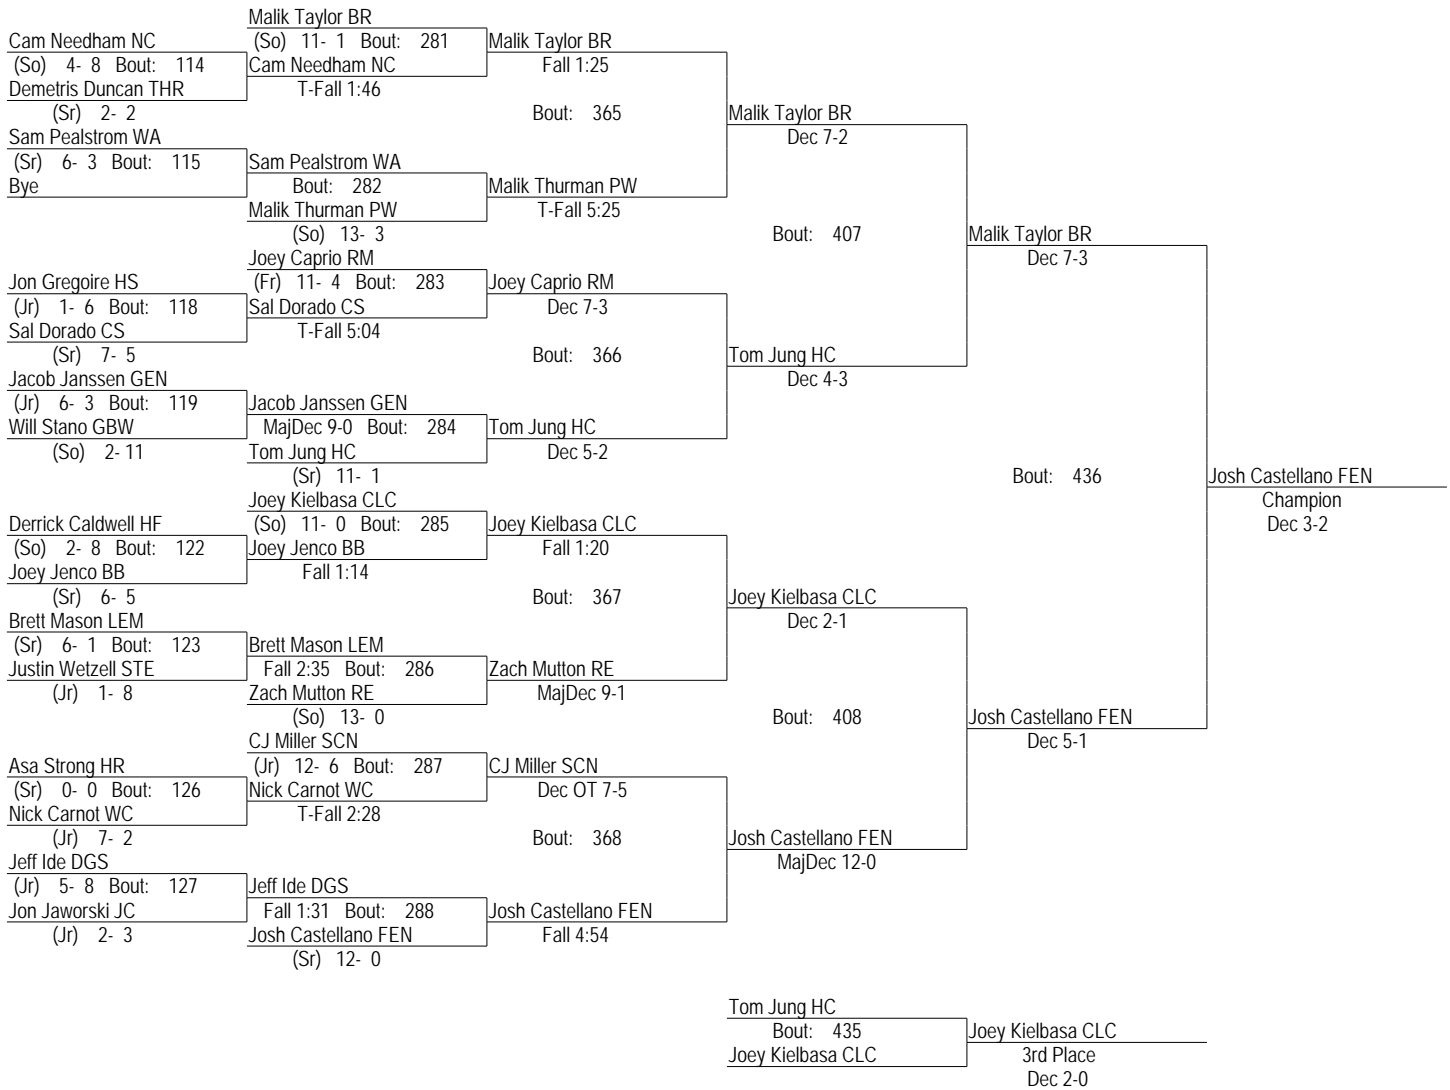 Malik Taylor BR
Cam Needham NC
(So) 11- 1 Bout: 281
Malik Taylor BR
(So) 4- 8 Bout: 114
Cam Needham NC
Fall 1:25
Demetris Duncan THR
T-Fall 1:46
(Sr) 2- 2
Bout: 365
Malik Taylor BR
Sam Pealstrom WA
Dec 7-2
(Sr) 6- 3 Bout: 115
Sam Pealstrom WA
Bye
Bout: 282
Malik Thurman PW
Malik Thurman PW
T-Fall 5:25
(So) 13- 3
Bout: 407
Malik Taylor BR
Joey Caprio RM
Dec 7-3
Jon Gregoire HS
(Fr) 11- 4 Bout: 283
Joey Caprio RM
(Jr) 1- 6 Bout: 118
Sal Dorado CS
Dec 7-3
Sal Dorado CS
T-Fall 5:04
(Sr) 7- 5
Bout: 366
Tom Jung HC
Jacob Janssen GEN
Dec 4-3
(Jr) 6- 3 Bout: 119
Jacob Janssen GEN
Will Stano GBW
MajDec 9-0 Bout: 284
Tom Jung HC
(So) 2- 11
Tom Jung HC
Dec 5-2
(Sr) 11- 1
Bout: 436
Josh Castellano FEN
Joey Kielbasa CLC
Champion
Derrick Caldwell HF
(So) 11- 0 Bout: 285
Joey Kielbasa CLC
Dec 3-2
(So) 2- 8 Bout: 122
Joey Jenco BB
Fall 1:20
Joey Jenco BB
Fall 1:14
(Sr) 6- 5
Bout: 367
Joey Kielbasa CLC
Brett Mason LEM
Dec 2-1
(Sr) 6- 1 Bout: 123
Brett Mason LEM
Justin Wetzell STE
Fall 2:35 Bout: 286
Zach Mutton RE
(Jr) 1- 8
Zach Mutton RE
MajDec 9-1
(So) 13- 0
Bout: 408
Josh Castellano FEN
CJ Miller SCN
Dec 5-1
Asa Strong HR
(Jr) 12- 6 Bout: 287
CJ Miller SCN
(Sr) 0- 0 Bout: 126
Nick Carnot WC
Dec OT 7-5
Nick Carnot WC
T-Fall 2:28
(Jr) 7- 2
Bout: 368
Josh Castellano FEN
Jeff Ide DGS
MajDec 12-0
(Jr) 5- 8 Bout: 127
Jeff Ide DGS
Jon Jaworski JC
Fall 1:31 Bout: 288
Josh Castellano FEN
(Jr) 2- 3
Josh Castellano FEN
Fall 4:54
(Sr) 12- 0
Tom Jung HC
Bout: 435
Joey Kielbasa CLC
Joey Kielbasa CLC
3rd Place
Dec 2-0